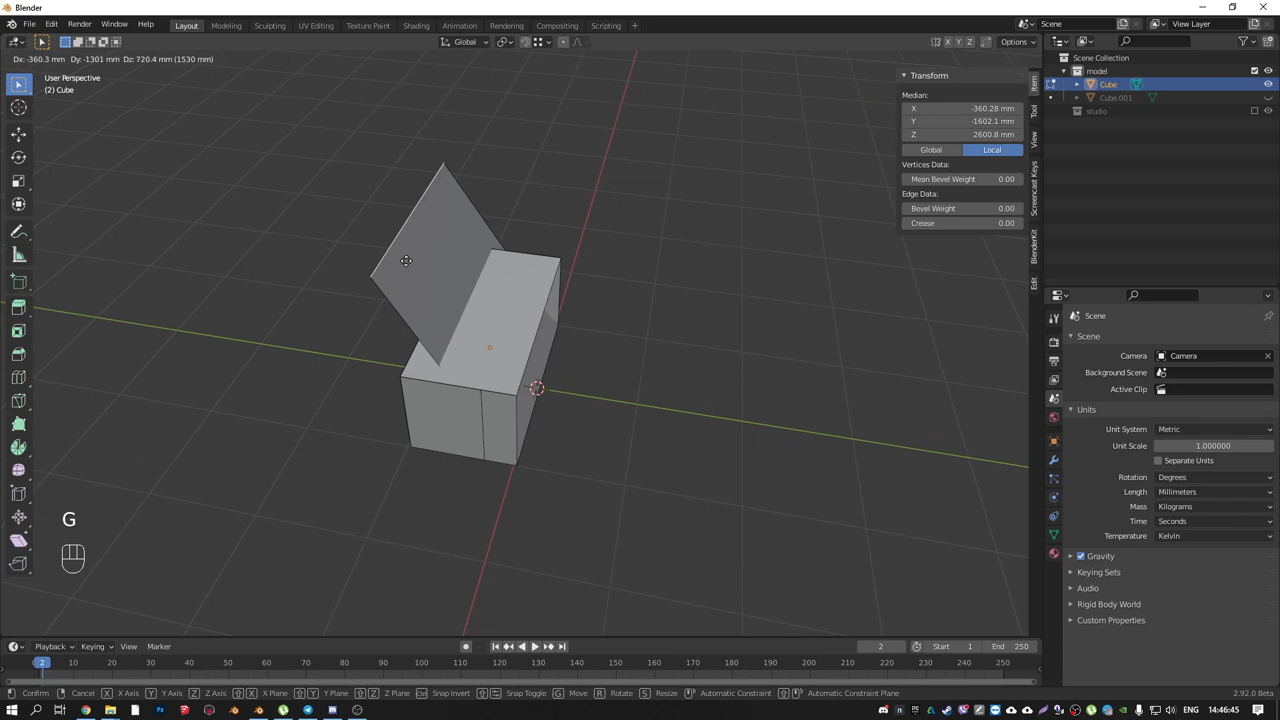 Blender
File Edit Render Window Help Layout Modeling Sculpting UV Editing Texture Paint Shading Animation Rendering Compositing Scripting + Scene View Layer
Global X Y Z Options
Dx: -360.3 mm Dy: -1301 mm Dz: 720.4 mm (1530 mm)
User Perspective
(2) Cube
Transform
Median:
X -360.28 mm
Y -1602.1 mm
Z 2600.8 mm
Global Local
Vertices Data:
Mean Bevel Weight 0.00
Edge Data:
Bevel Weight 0.00
Crease 0.00
Item
Tool
View
Screencast Keys
BlenderKit
Edit
Scene Collection
model
Cube
Cube.001
studio
Scene
Scene
Camera Camera
Background Scene
Active Clip
Units
Unit System Metric
Unit Scale 1.000000
Separate Units
Rotation Degrees
Length Millimeters
Mass Kilograms
Time Seconds
Temperature Kelvin
Gravity
Keying Sets
Audio
Rigid Body World
Custom Properties
G
Playback Keying View Marker 2 Start 1 End 250
2 10 20 30 40 50 60 70 80 90 100 110 120 130 140 150 160 170 180 190 200 210 220 230 240 250
Confirm Cancel X X Axis Y Y Axis Z Z Axis X X Plane Y Y Plane Z Z Plane Snap Invert Snap Toggle G Move R Rotate S Resize Automatic Constraint Automatic Constraint Plane 2.92.0 Beta
ENG 14:46:45